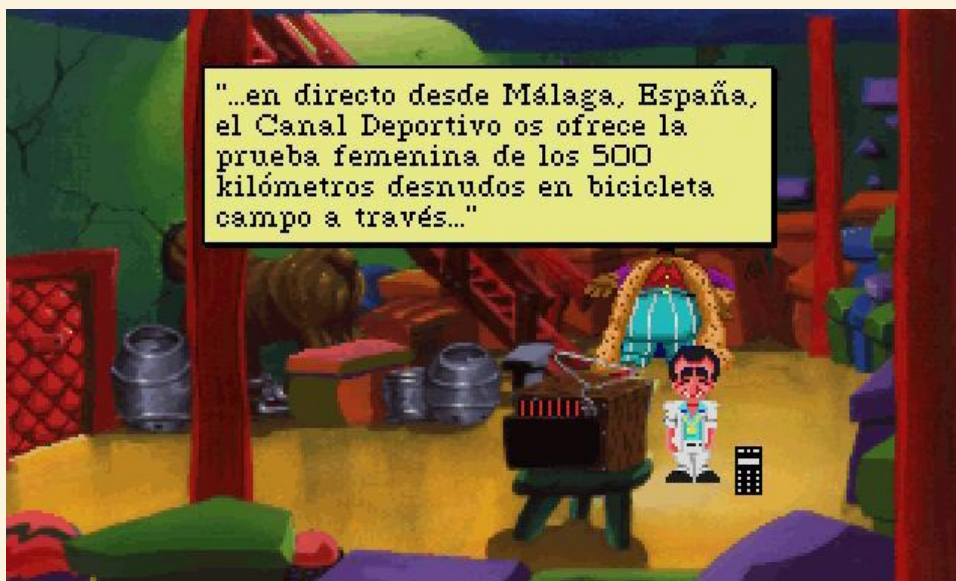 "...en directo desde Málaga, España,
el Canal Deportivo os ofrece la
prueba femenina de los 500
kilómetros desnudos en bicicleta
campo a través..."